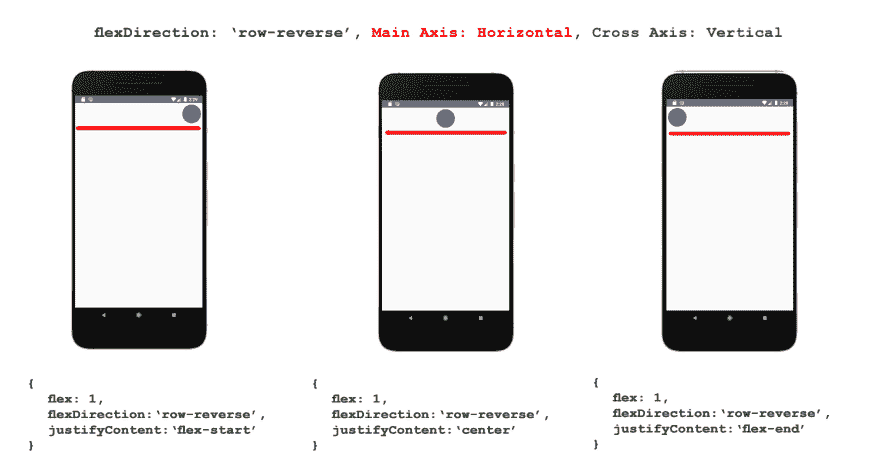 flexDirection: ‘row-reverse’, Main Axis: Horizontal, Cross Axis: Vertical
{
flex: 1,
flexDirection:‘row-reverse’,
justifyContent:‘flex-start’
}
{
flex: 1,
flexDirection:‘row-reverse’,
justifyContent:‘center’
}
{
flex: 1,
flexDirection:‘row-reverse’,
justifyContent:‘flex-end’
}